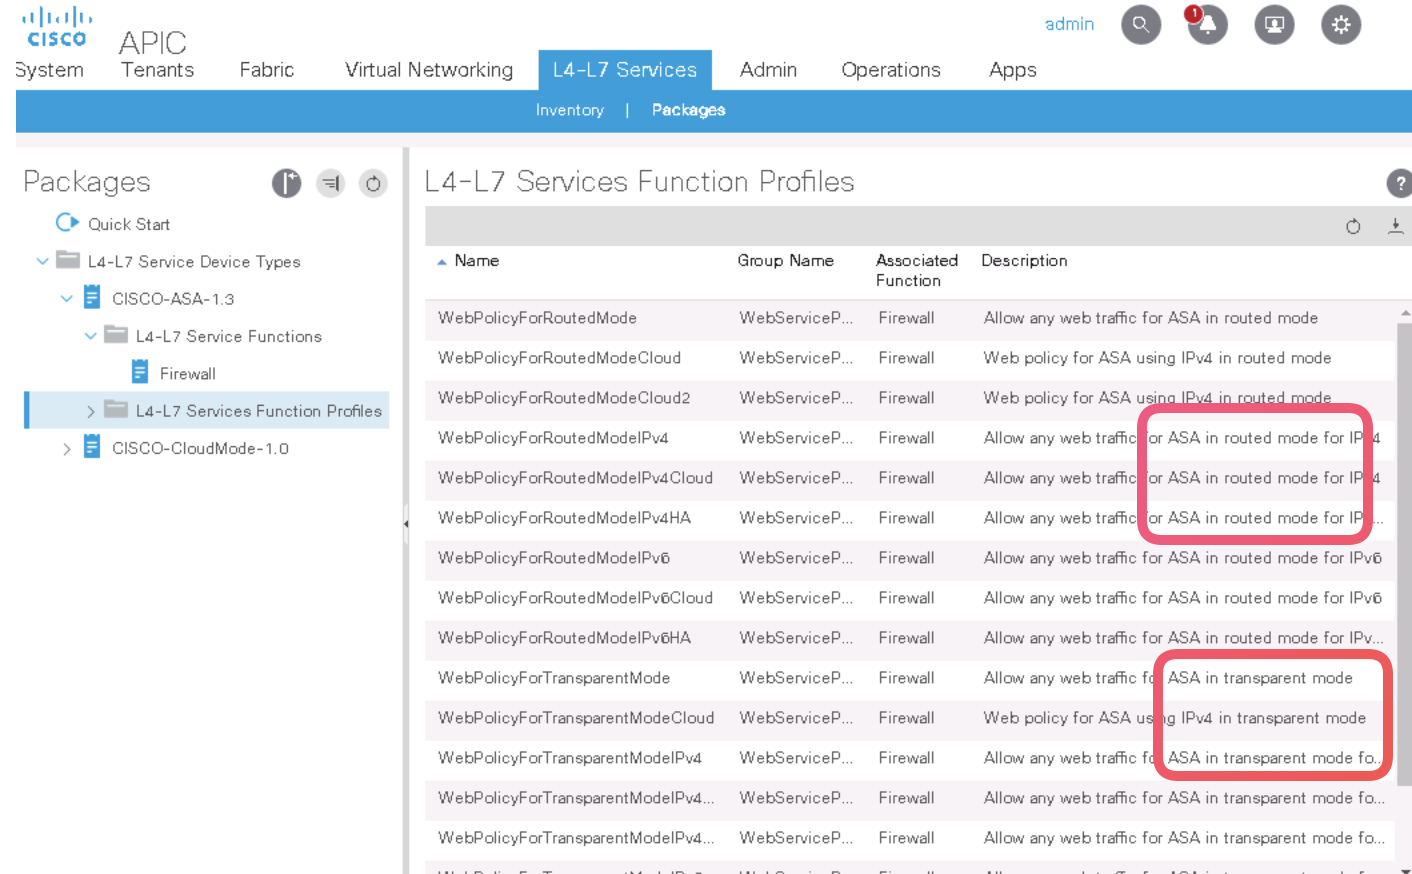 CISCO
APIC
admin
1
System Tenants Fabric Virtual Networking L4-L7 Services Admin Operations Apps
Inventory | Packages
Packages
Quick Start
L4-L7 Service Device Types
CISCO-ASA-1.3
L4-L7 Service Functions
Firewall
L4-L7 Services Function Profiles
CISCO-CloudMode-1.0
L4-L7 Services Function Profiles
?
Name Group Name Associated Function Description
WebPolicyForRoutedMode WebServiceP... Firewall Allow any web traffic for ASA in routed mode
WebPolicyForRoutedModeCloud WebServiceP... Firewall Web policy for ASA using IPv4 in routed mode
WebPolicyForRoutedModeCloud2 WebServiceP... Firewall Web policy for ASA using IPv4 in routed mode
WebPolicyForRoutedModeIPv4 WebServiceP... Firewall Allow any web traffic for ASA in routed mode for IPv4
WebPolicyForRoutedModeIPv4Cloud WebServiceP... Firewall Allow any web traffic for ASA in routed mode for IPv4
WebPolicyForRoutedModeIPv4HA WebServiceP... Firewall Allow any web traffic for ASA in routed mode for IPv...
WebPolicyForRoutedModeIPv6 WebServiceP... Firewall Allow any web traffic for ASA in routed mode for IPv6
WebPolicyForRoutedModeIPv6Cloud WebServiceP... Firewall Allow any web traffic for ASA in routed mode for IPv6
WebPolicyForRoutedModeIPv6HA WebServiceP... Firewall Allow any web traffic for ASA in routed mode for IPv...
WebPolicyForTransparentMode WebServiceP... Firewall Allow any web traffic for ASA in transparent mode
WebPolicyForTransparentModeCloud WebServiceP... Firewall Web policy for ASA using IPv4 in transparent mode
WebPolicyForTransparentModeIPv4 WebServiceP... Firewall Allow any web traffic for ASA in transparent mode fo...
WebPolicyForTransparentModeIPv4... WebServiceP... Firewall Allow any web traffic for ASA in transparent mode fo...
WebPolicyForTransparentModeIPv4... WebServiceP... Firewall Allow any web traffic for ASA in transparent mode fo...